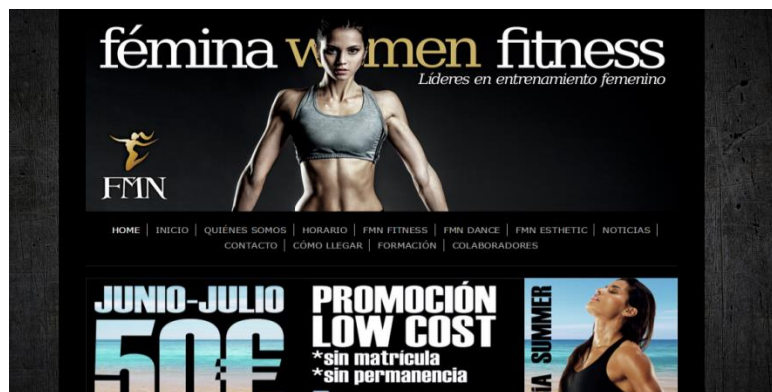 fémina women fitness
Líderes en entrenamiento femenino
FMN
HOME | INICIO | QUIÉNES SOMOS | HORARIO | FMN FITNESS | FMN DANCE | FMN ESTHETIC | NOTICIAS |
CONTACTO | CÓMO LLEGAR | FORMACIÓN | COLABORADORES
JUNIO-JULIO
50€
PROMOCIÓN
LOW COST
*sin matrícula
*sin permanencia
SUMMER